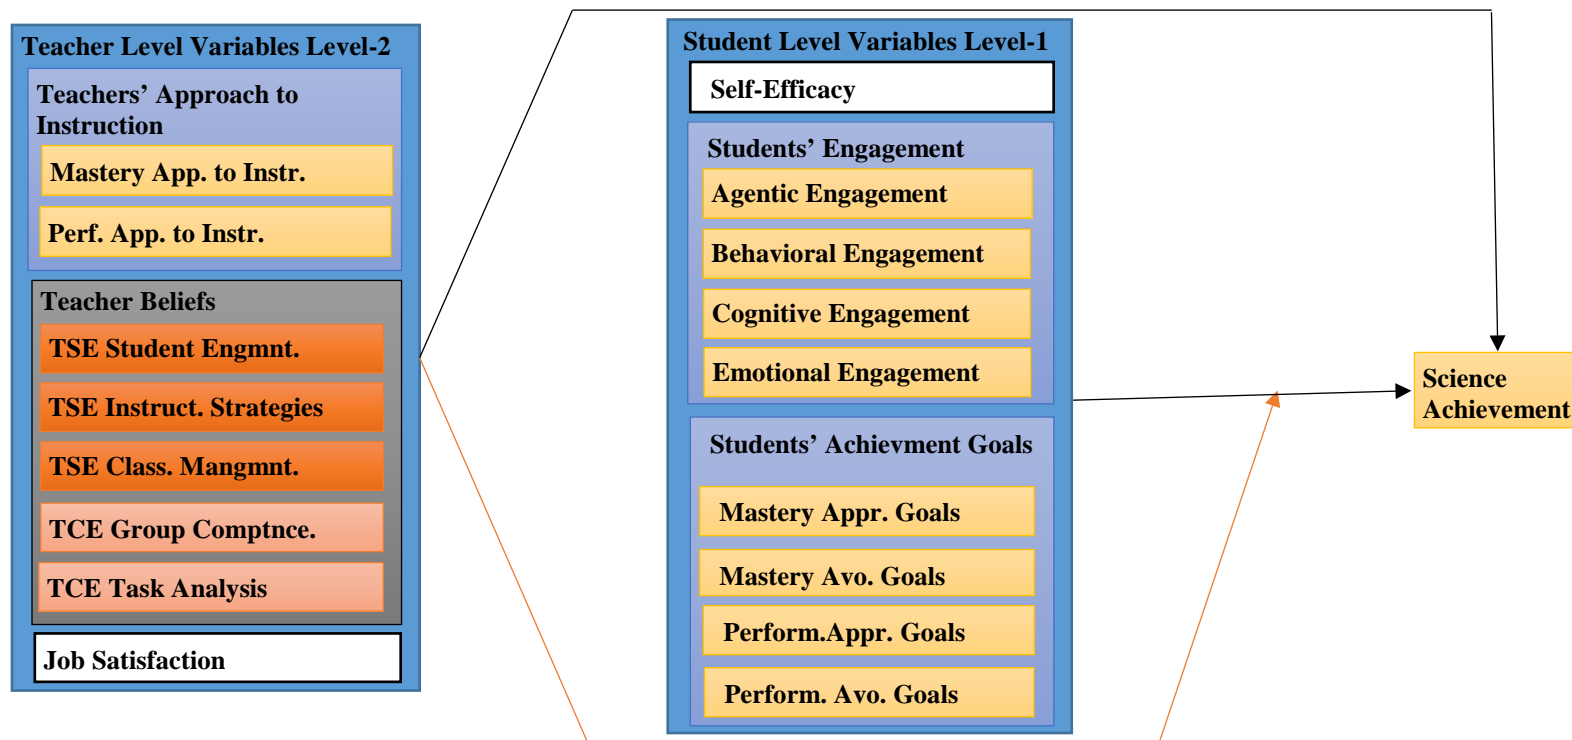 Teacher Level Variables Level-2
Teachers’ Approach to
Instruction
Mastery App. to Instr.
Perf. App. to Instr.
Teacher Beliefs
TSE Student Engmnt.
TSE Instruct. Strategies
TSE Class. Mangmnt.
TCE Group Comptnce.
TCE Task Analysis
Job Satisfaction
Student Level Variables Level-1
Self-Efficacy
Students’ Engagement
Agentic Engagement
Behavioral Engagement
Cognitive Engagement
Emotional Engagement
Students’ Achievment Goals
Mastery Appr. Goals
Mastery Avo. Goals
Perform.Appr. Goals
Perform. Avo. Goals
Science
Achievement